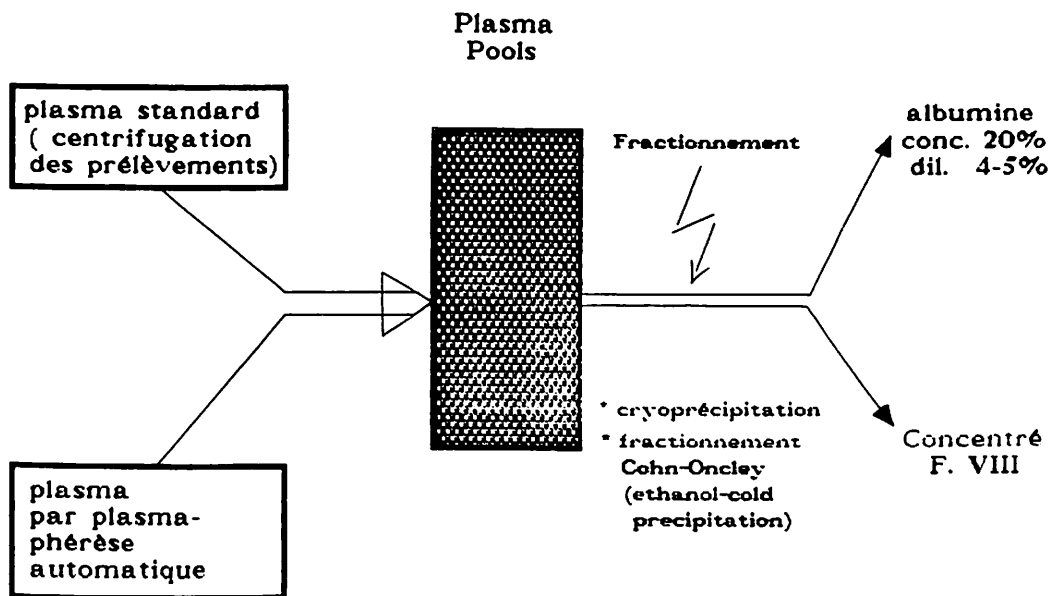 Plasma
Pools
plasma standard
( centrifugation
des prélèvements)
plasma
par plasma-
phérèse
automatique
Fractionnement
* cryoprécipitation
* fractionnement
Cohn-Oncley
(ethanol-cold
precipitation)
albumine
conc. 20%
dil. 4-5%
Concentré
F. VIII